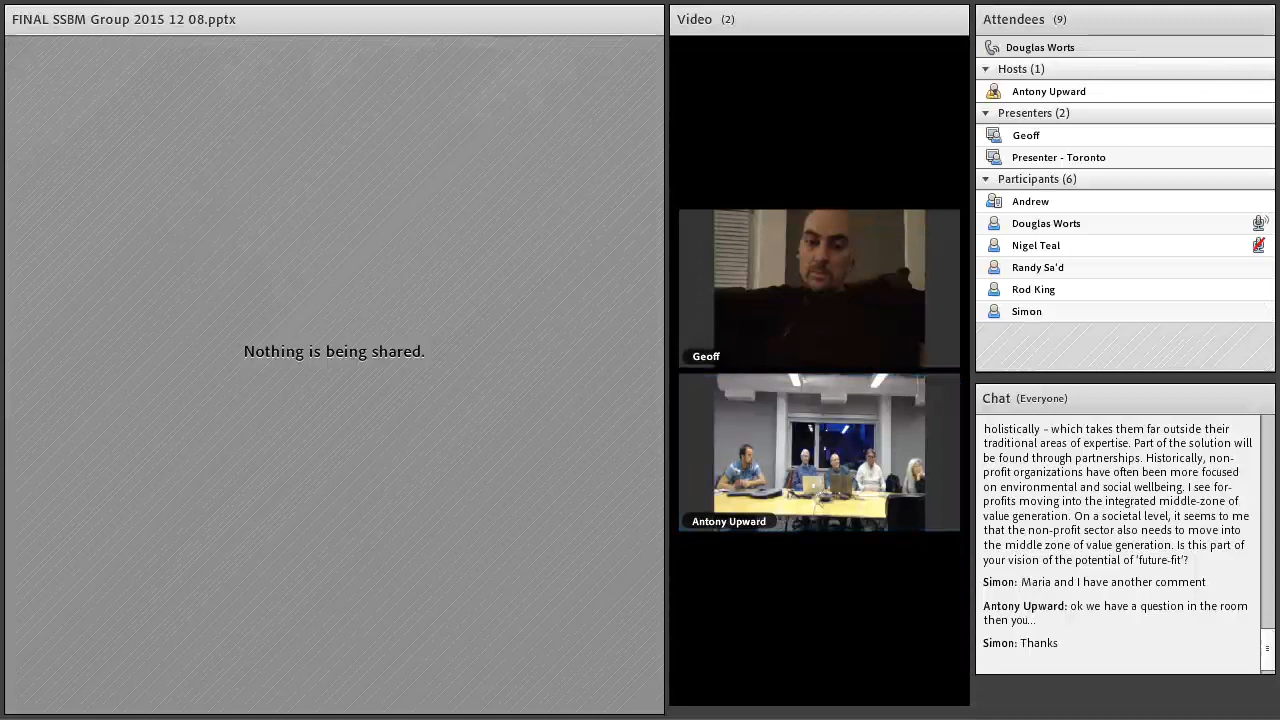 FINAL SSBM Group 2015 12 08.pptx
Nothing is being shared.
Video (2)
Geoff
Antony Upward
Attendees (9)
Douglas Worts
Hosts (1)
Antony Upward
Presenters (2)
Geoff
Presenter - Toronto
Participants (6)
Andrew
Douglas Worts
Nigel Teal
Randy Sa'd
Rod King
Simon
Chat (Everyone)
holistically – which takes them far outside their
traditional areas of expertise. Part of the solution will
be found through partnerships. Historically, non-
profit organizations have often been more focused
on environmental and social wellbeing. I see for-
profits moving into the integrated middle-zone of
value generation. On a societal level, it seems to me
that the non-profit sector also needs to move into
the middle zone of value generation. Is this part of
your vision of the potential of 'future-fit'?
Simon: Maria and I have another comment
Antony Upward: ok we have a question in the room
then you...
Simon: Thanks